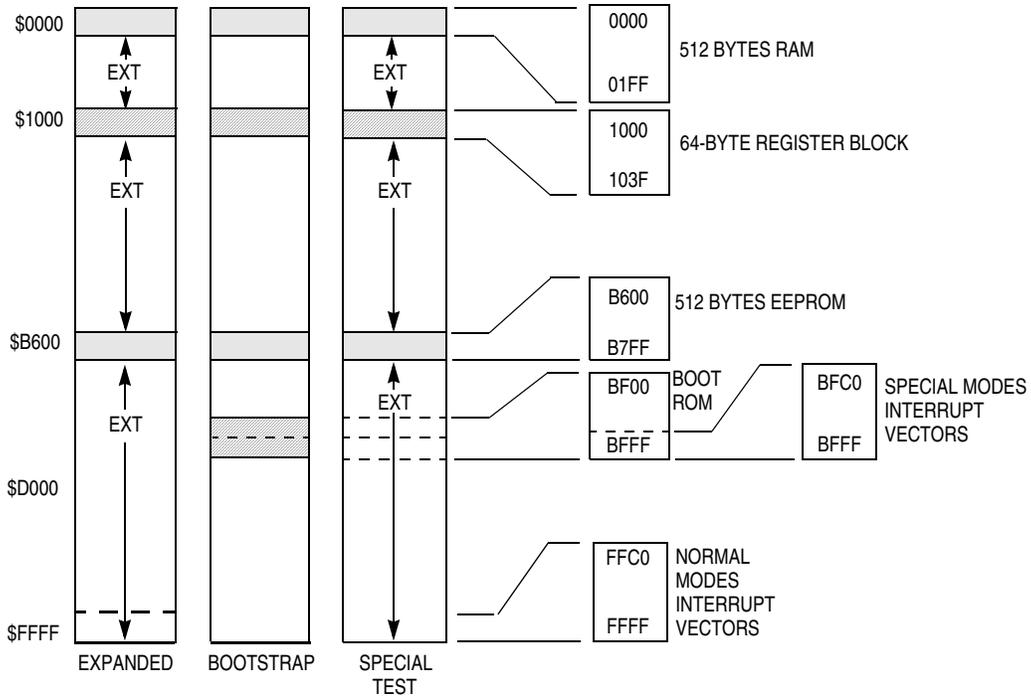 $0000
EXT
$1000
EXT
$B600
EXT
$D000
$FFFF
EXPANDED
BOOTSTRAP
EXT
EXT
EXT
SPECIAL
TEST
0000
01FF
512 BYTES RAM
1000
103F
64-BYTE REGISTER BLOCK
B600
B7FF
512 BYTES EEPROM
BF00
BFFF
BOOT
ROM
BFC0
BFFF
SPECIAL MODES
INTERRUPT
VECTORS
FFC0
FFFF
NORMAL
MODES
INTERRUPT
VECTORS